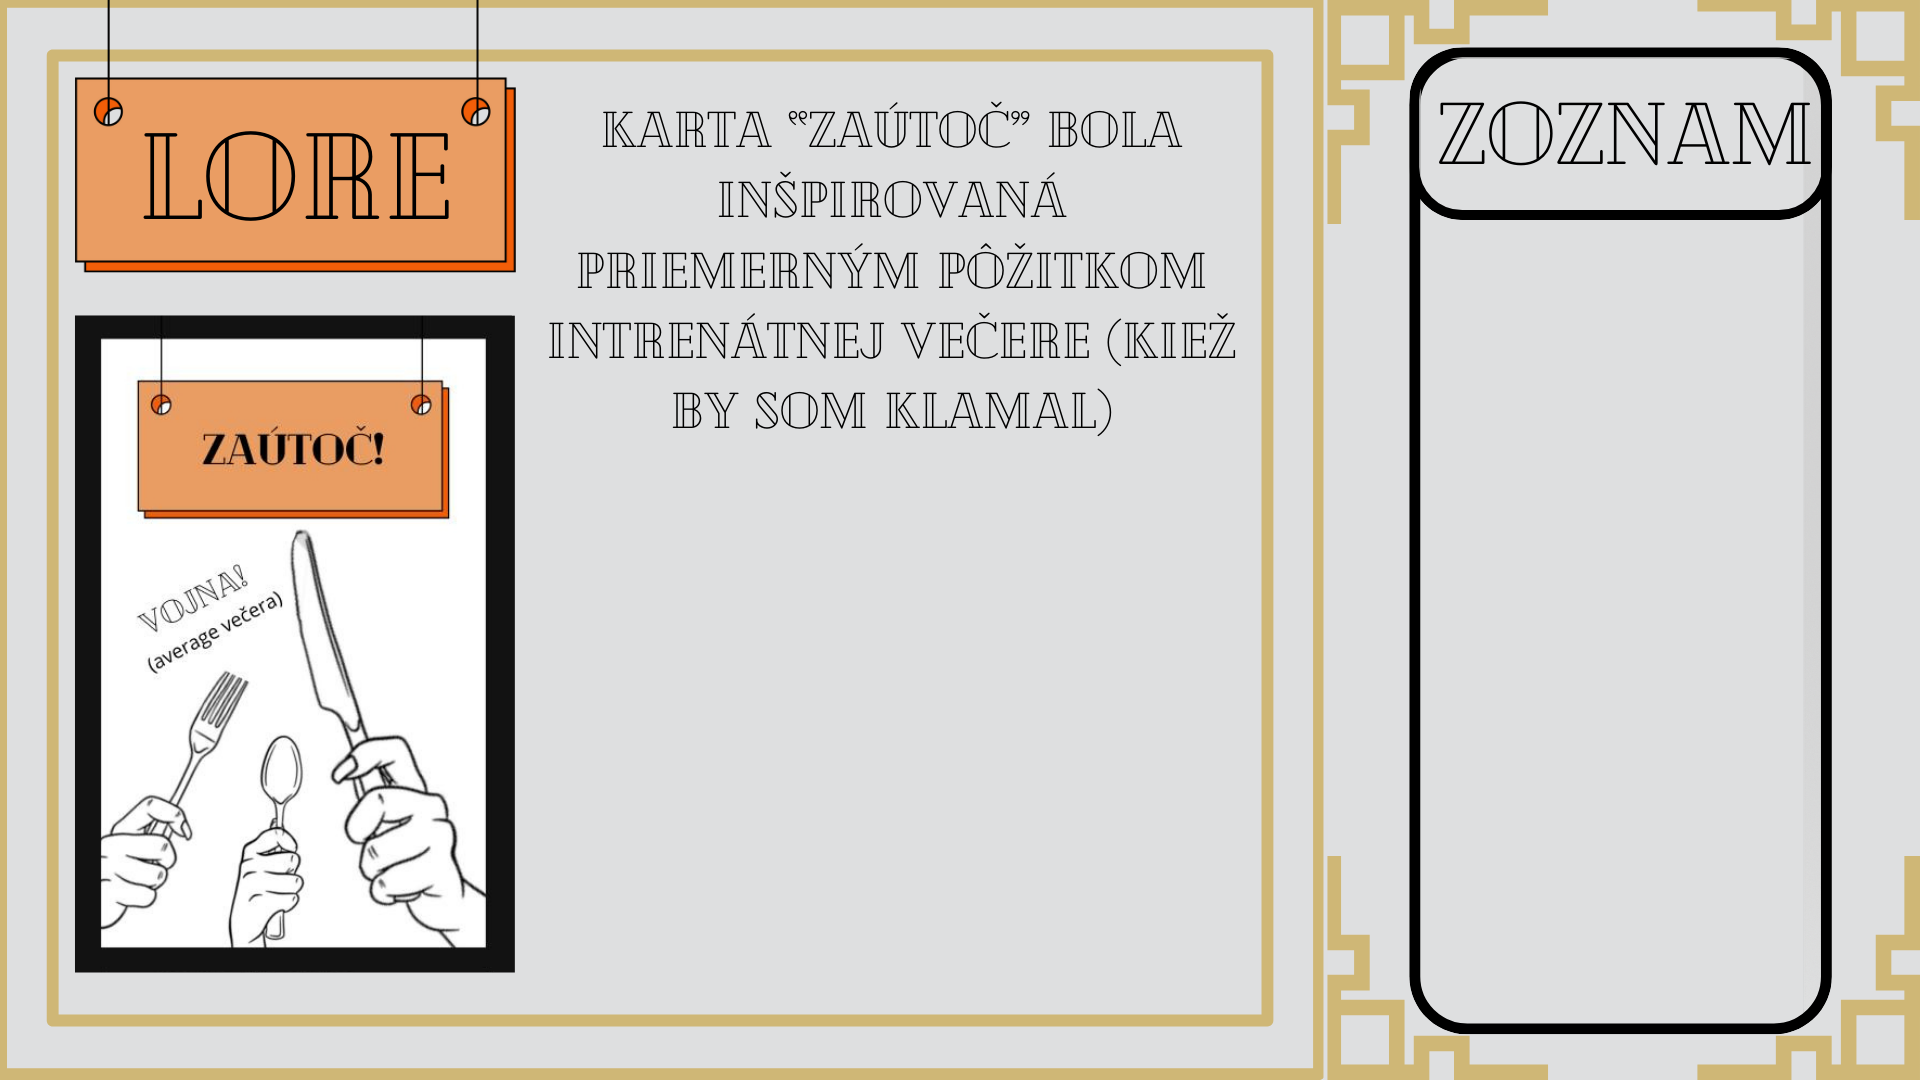 LORE
KARTA “ZAÚTOČ” BOLA
INŠPIROVANÁ
PRIEMERNÝM PÔŽITKOM
INTRENÁTNEJ VEČERE (KIEŽ
BY SOM KLAMAL)
ZAÚTOČ!
VOJNA!
(average večera)
ZOZNAM